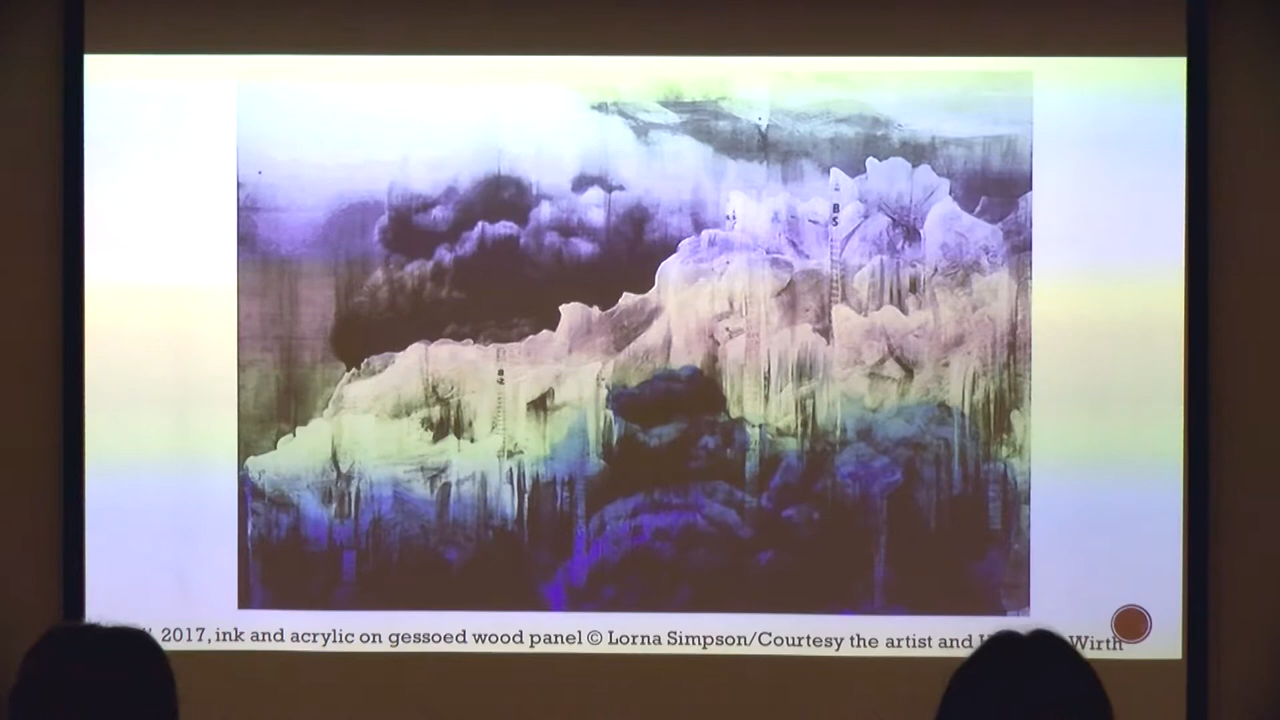 B
S
2017, ink and acrylic on gessoed wood panel © Lorna Simpson/Courtesy the artist and Wirth